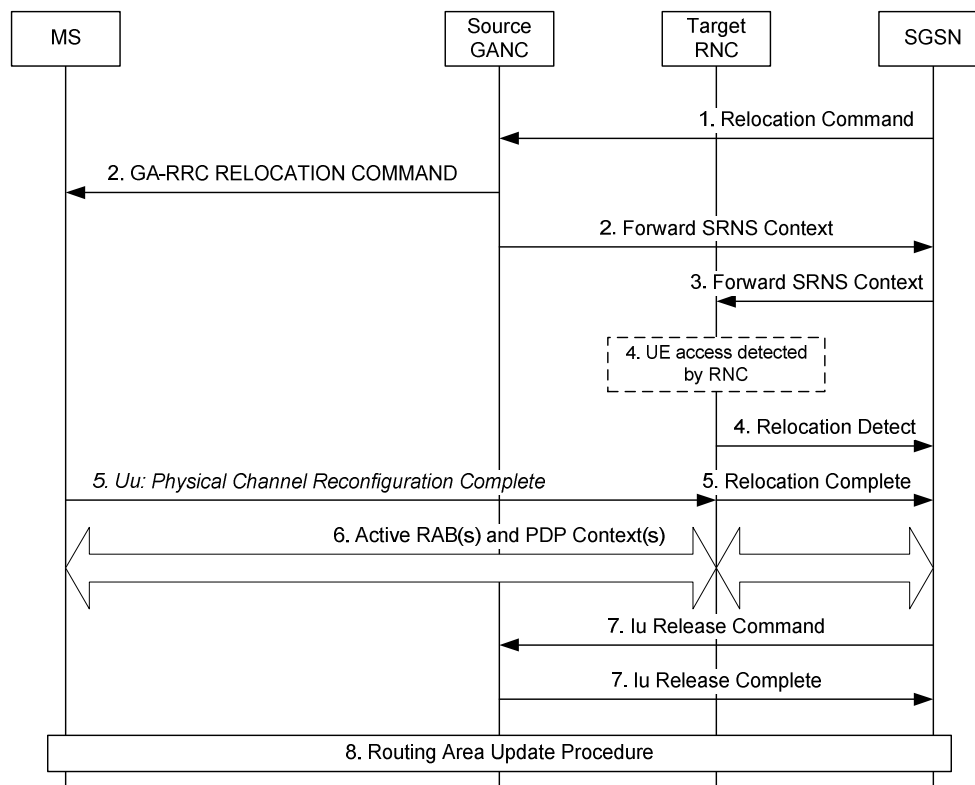 MS
Source
GANC
Target
RNC
SGSN
1. Relocation Command
2. GA-RRC RELOCATION COMMAND
2. Forward SRNS Context
3. Forward SRNS Context
4. UE access detected
by RNC
4. Relocation Detect
5. Uu: Physical Channel Reconfiguration Complete
5. Relocation Complete
6. Active RAB(s) and PDP Context(s)
7. Iu Release Command
7. Iu Release Complete
8. Routing Area Update Procedure